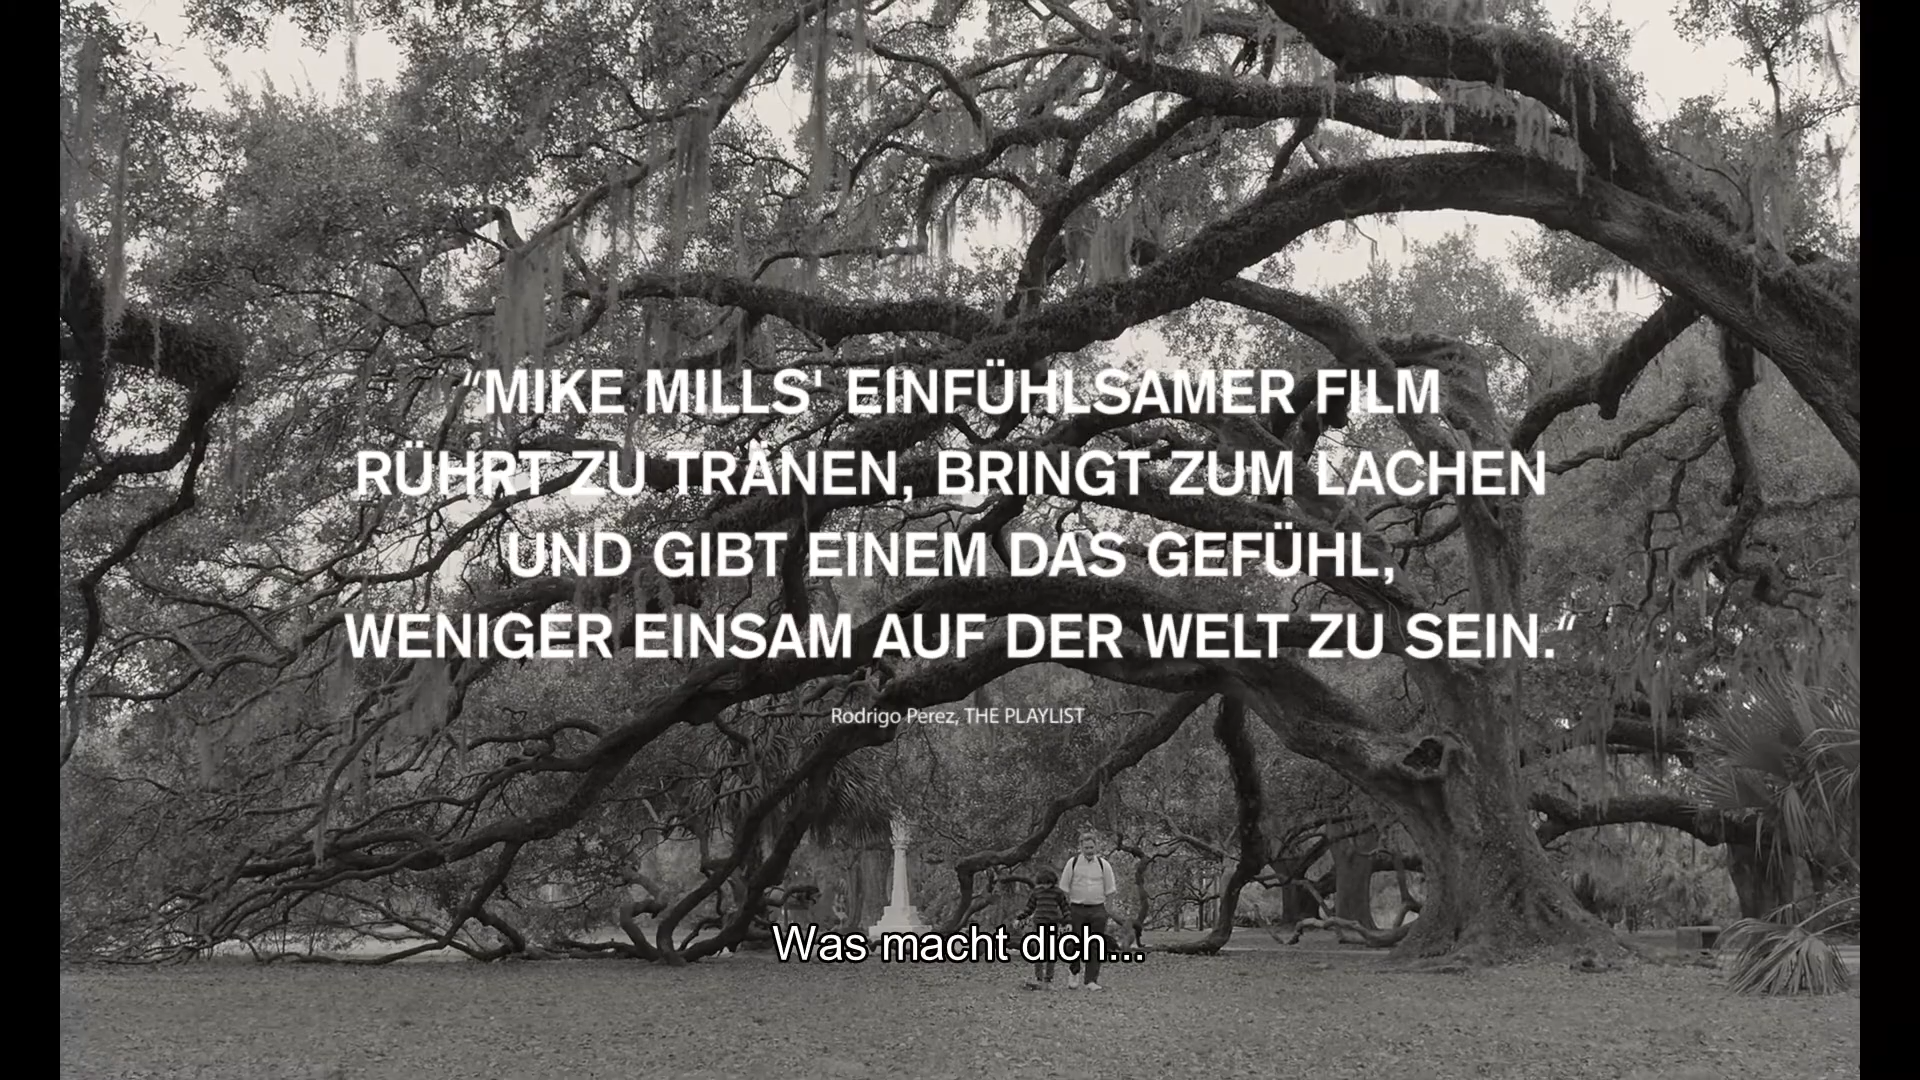 "MIKE MILLS' EINFÜHLSAMER FILM
RÜHRT ZU TRÄNEN, BRINGT ZUM LACHEN
UND GIBT EINEM DAS GEFÜHL,
WENIGER EINSAM AUF DER WELT ZU SEIN."
Rodrigo Perez, THE PLAYLIST
Was macht dich...